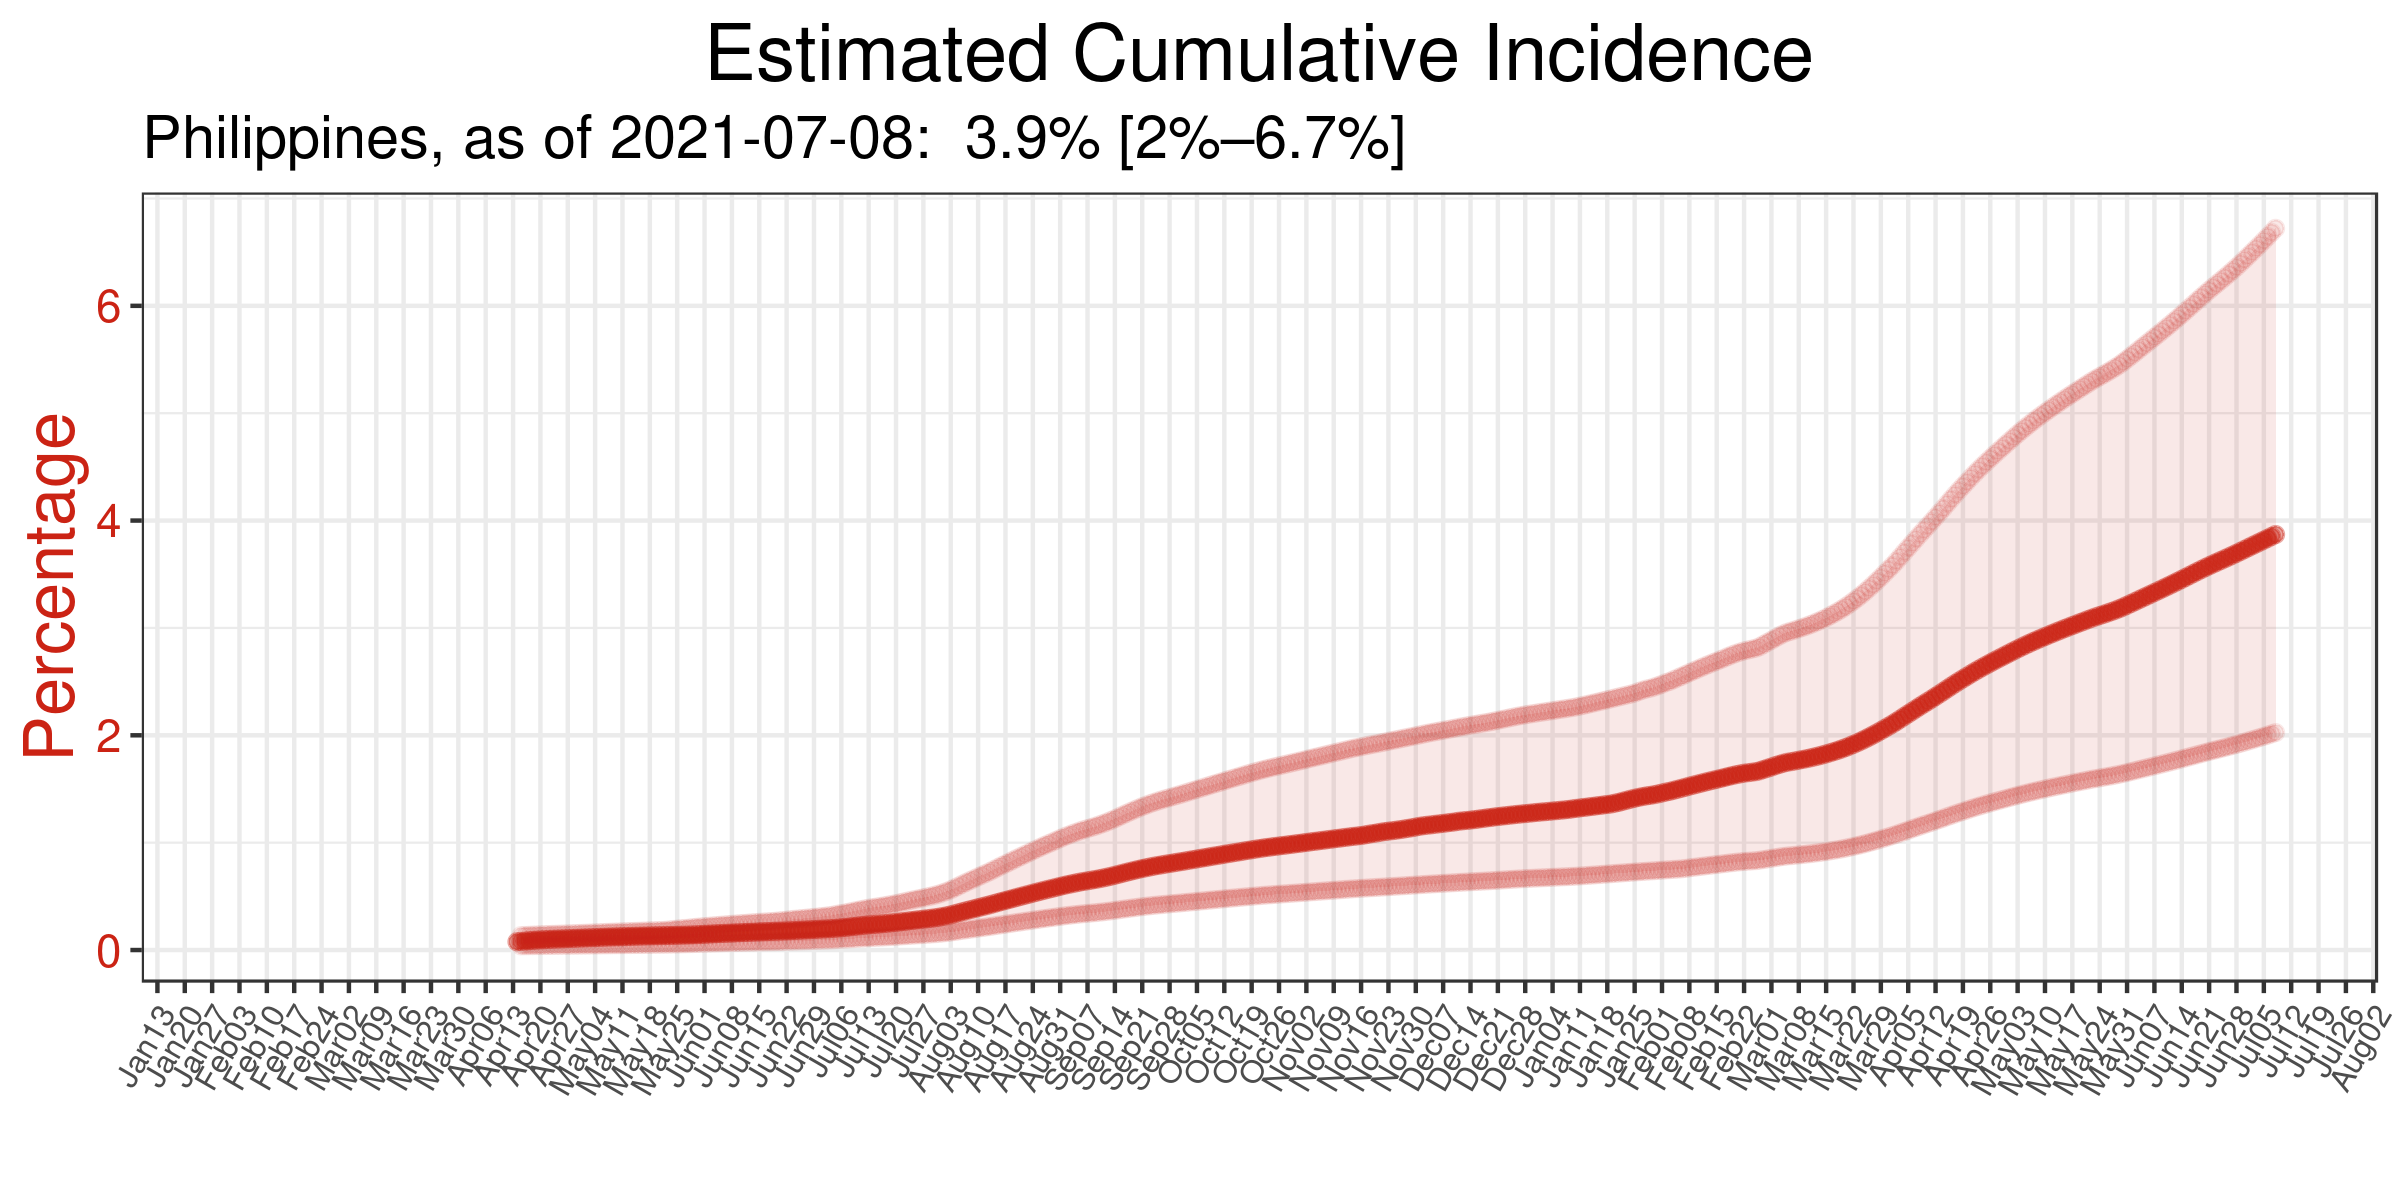 Estimated Cumulative Incidence
Philippines, as of 2021-07-08:  3.9% [2%–6.7%]
Percentage
6
4
2
0
Jan13
Jan20
Jan27
Feb03
Feb10
Feb17
Feb24
Mar02
Mar09
Mar16
Mar23
Mar30
Apr06
Apr13
Apr20
Apr27
May04
May11
May18
May25
Jun01
Jun08
Jun15
Jun22
Jun29
Jul06
Jul13
Jul20
Jul27
Aug03
Aug10
Aug17
Aug24
Aug31
Sep07
Sep14
Sep21
Sep28
Oct05
Oct12
Oct19
Oct26
Nov02
Nov09
Nov16
Nov23
Nov30
Dec07
Dec14
Dec21
Dec28
Jan04
Jan11
Jan18
Jan25
Feb01
Feb08
Feb15
Feb22
Mar01
Mar08
Mar15
Mar22
Mar29
Apr05
Apr12
Apr19
Apr26
May03
May10
May17
May24
May31
Jun07
Jun14
Jun21
Jun28
Jul05
Jul12
Jul19
Jul26
Aug02